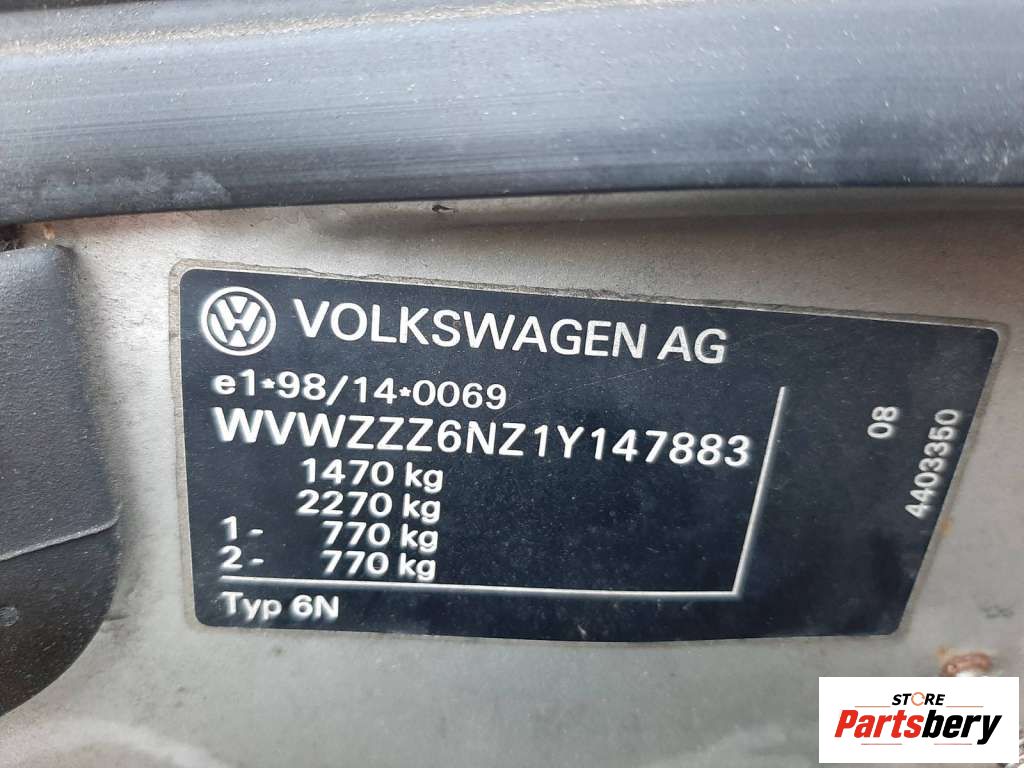 VOLKSWAGEN AG
e1*98/14*0069
WVWZZZ6NZ1Y147883
1470 kg
2270 kg
1- 770 kg
2- 770 kg
Typ 6N
08
4403350
STORE
Partsbery